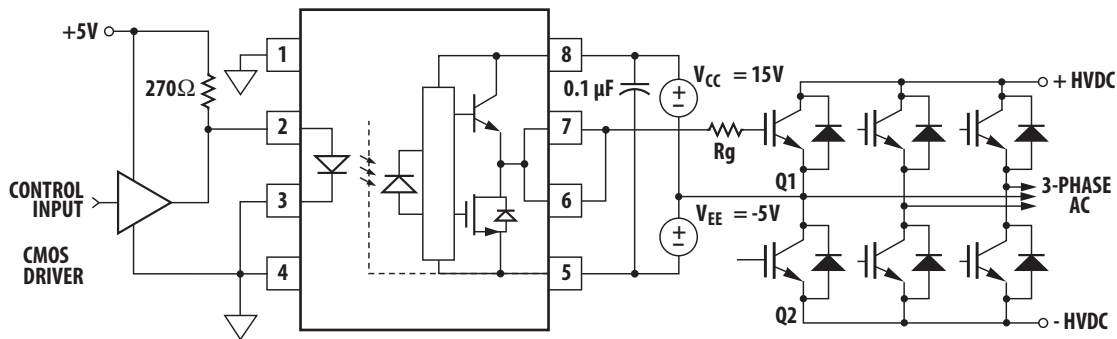 +5V
270Ω
CONTROL
INPUT
CMOS
DRIVER
1
2
3
4
8
7
6
5
0.1 µF
VCC = 15V
Rg
VEE = -5V
Q1
Q2
+ HVDC
3-PHASE
AC
- HVDC